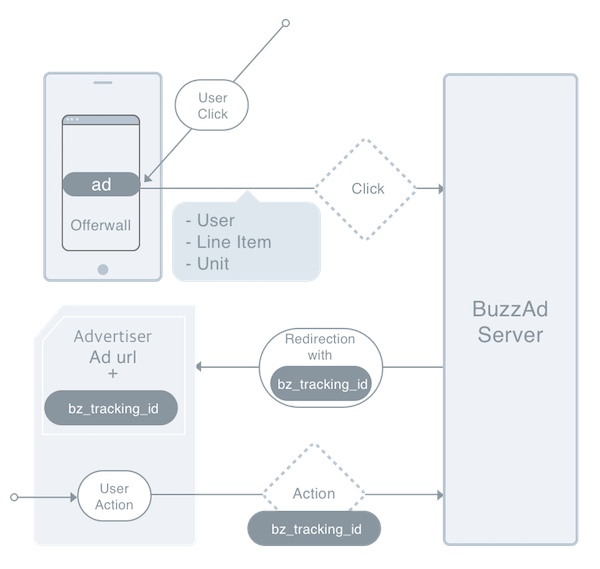 User
Click
ad
Offerwall
- User
- Line Item
- Unit
Click
BuzzAd
Server
Redirection
with
bz_tracking_id
Advertiser
Ad url
+
bz_tracking_id
User
Action
Action
bz_tracking_id